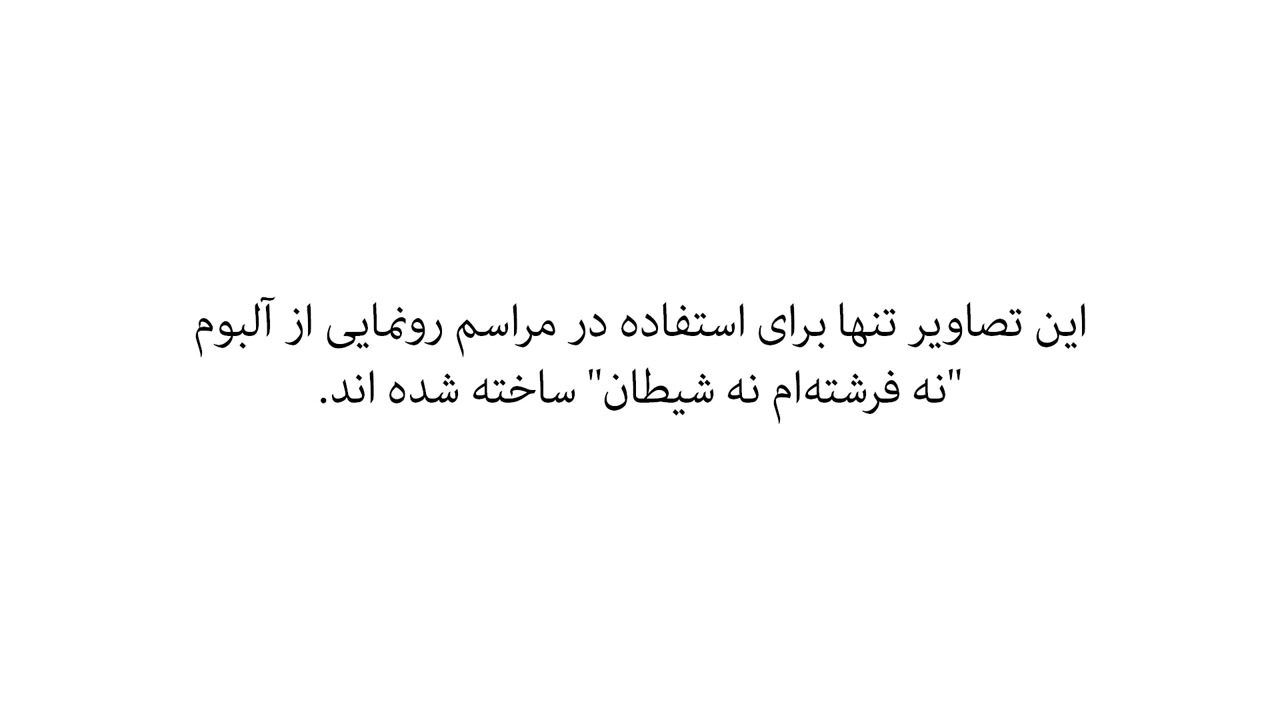 این تصاویر تنها برای استفاده در مراسم رونمایی از آلبوم
"نه فرشته‌ام نه شیطان" ساخته شده اند.